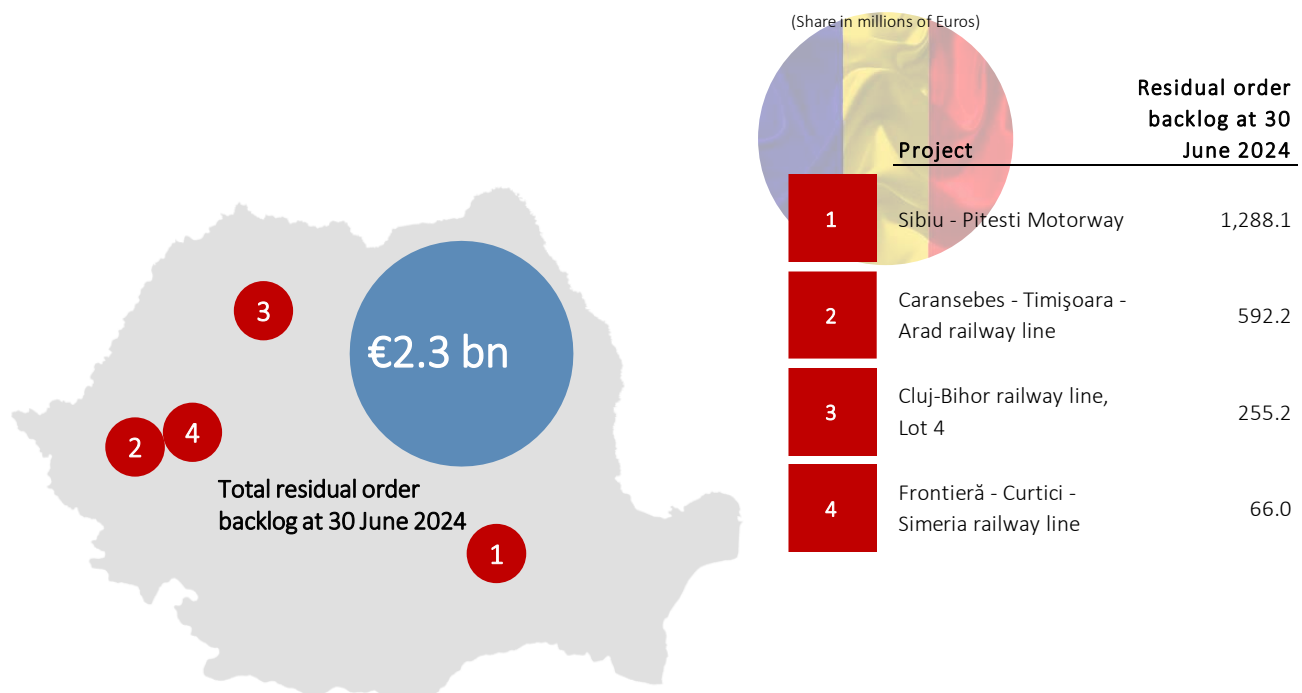 (Share in millions of Euros)
Residual order
backlog at 30
June 2024
Project
1
Sibiu - Pitesti Motorway
1,288.1
2
Caransebes - Timişoara -
Arad railway line
592.2
3
Cluj-Bihor railway line,
Lot 4
255.2
4
Frontieră - Curtici -
Simeria railway line
66.0
3
€2.3 bn
4
2
Total residual order
backlog at 30 June 2024
1